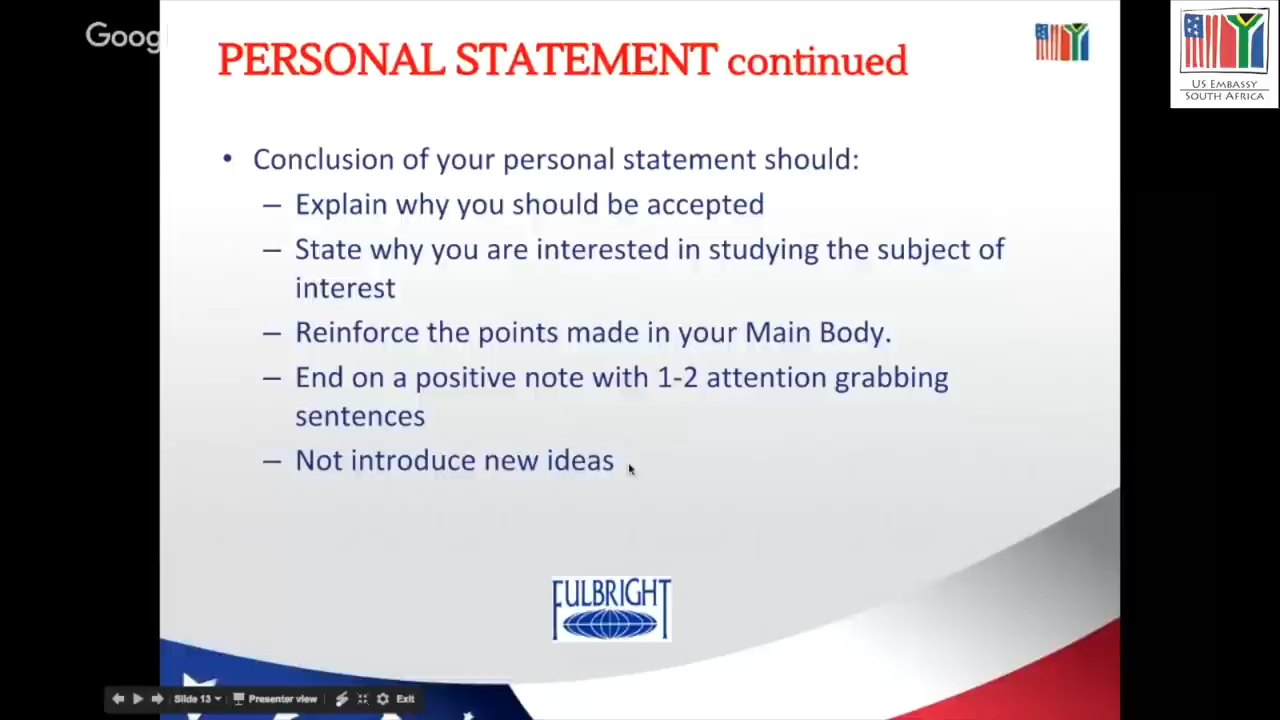 Goog
PERSONAL STATEMENT continued
US EMBASSY
SOUTH AFRICA
• Conclusion of your personal statement should:
– Explain why you should be accepted
– State why you are interested in studying the subject of
interest
– Reinforce the points made in your Main Body.
– End on a positive note with 1-2 attention grabbing
sentences
– Not introduce new ideas
FULBRIGHT
Slide 13
Presenter view
Exit